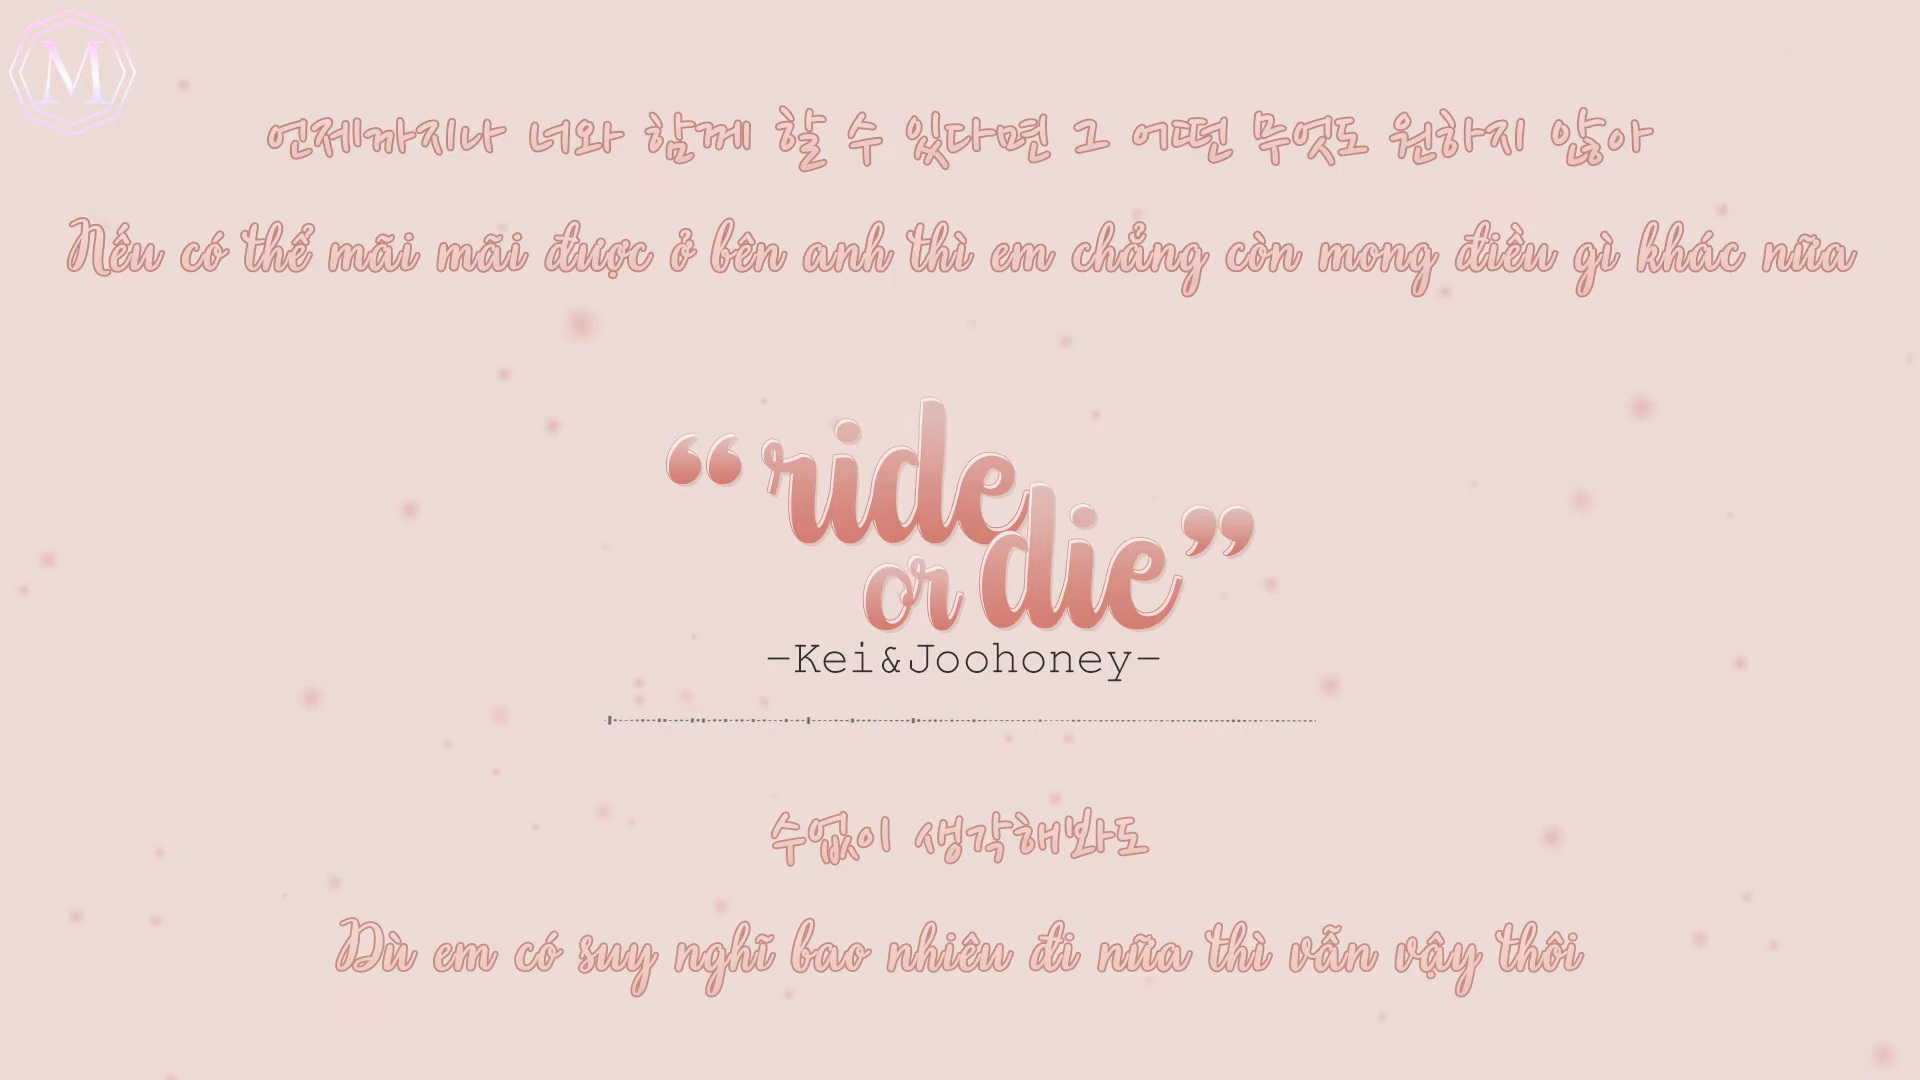 M
언제까지나 너와 함께 할 수 있다면 그 어떤 무엇도 원하지 않아
Nếu có thể mãi mãi được ở bên anh thì em chẳng còn mong điều gì khác nữa
“ride
or die”
-Kei&Joohoney-
수없이 생각해봐도
Dù em có suy nghĩ bao nhiêu đi nữa thì vẫn vậy thôi